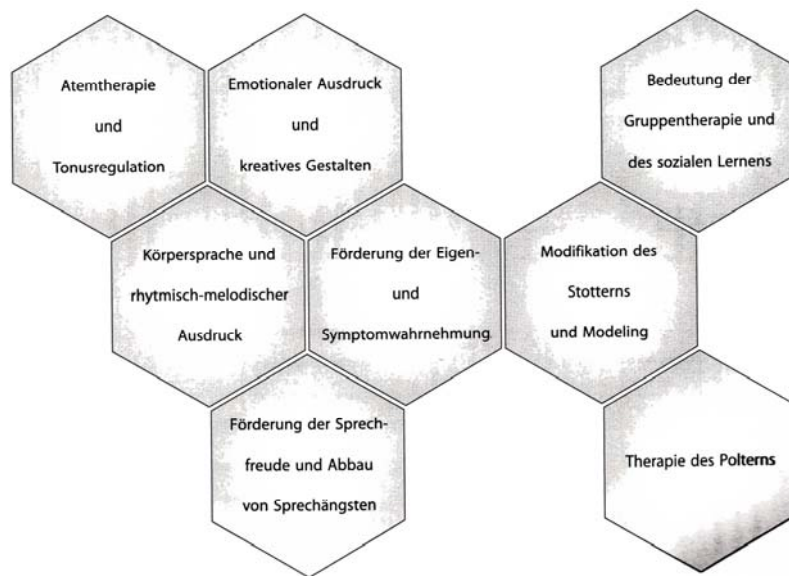 Atemtherapie
und
Tonusregulation
Emotionaler Ausdruck
und
kreatives Gestalten
Bedeutung der
Gruppentherapie und
des sozialen Lernens
Körpersprache und
rhytmisch-melodischer
Ausdruck
Förderung der Eigen-
und
Symptomwahrnehmung
Modifikation des
Stotterns
und Modeling
Förderung der Sprech-
freude und Abbau
von Sprechängsten
Therapie des Polterns